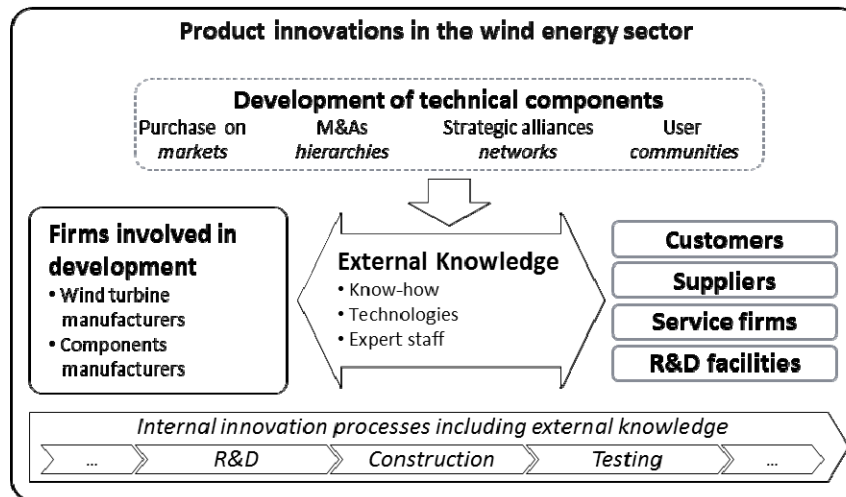 Product innovations in the wind energy sector
Development of technical components
Purchase on M&As Strategic alliances User
markets hierarchies networks communities
Firms involved in
development
• Wind turbine
manufacturers
• Components
manufacturers
External Knowledge
• Know-how
• Technologies
• Expert staff
Customers
Suppliers
Service firms
R&D facilities
Internal innovation processes including external knowledge
... R&D Construction Testing ...